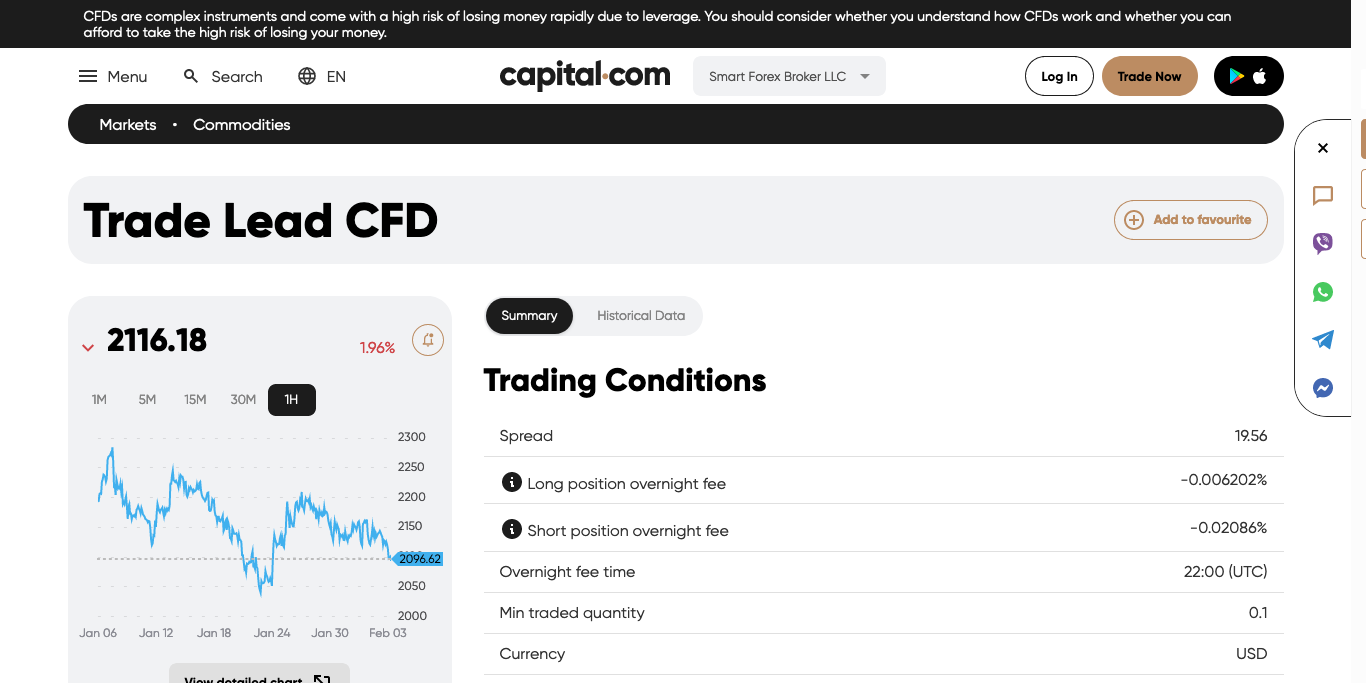 CFDs are complex instruments and come with a high risk of losing money rapidly due to leverage. You should consider whether you understand how CFDs work and whether you can
afford to take the high risk of losing your money.
Menu
Search
EN
capital.com
Smart Forex Broker LLC
Log In
Trade Now
Markets • Commodities
Trade Lead CFD
Add to favourite
2116.18
1.96%
1M 5M 15M 30M 1H
2300
2250
2200
2150
2096.62
2050
2000
Jan 06 Jan 12 Jan 18 Jan 24 Jan 30 Feb 03
View detailed chart
Summary Historical Data
Trading Conditions
Spread 19.56
Long position overnight fee -0.006202%
Short position overnight fee -0.02086%
Overnight fee time 22:00 (UTC)
Min traded quantity 0.1
Currency USD